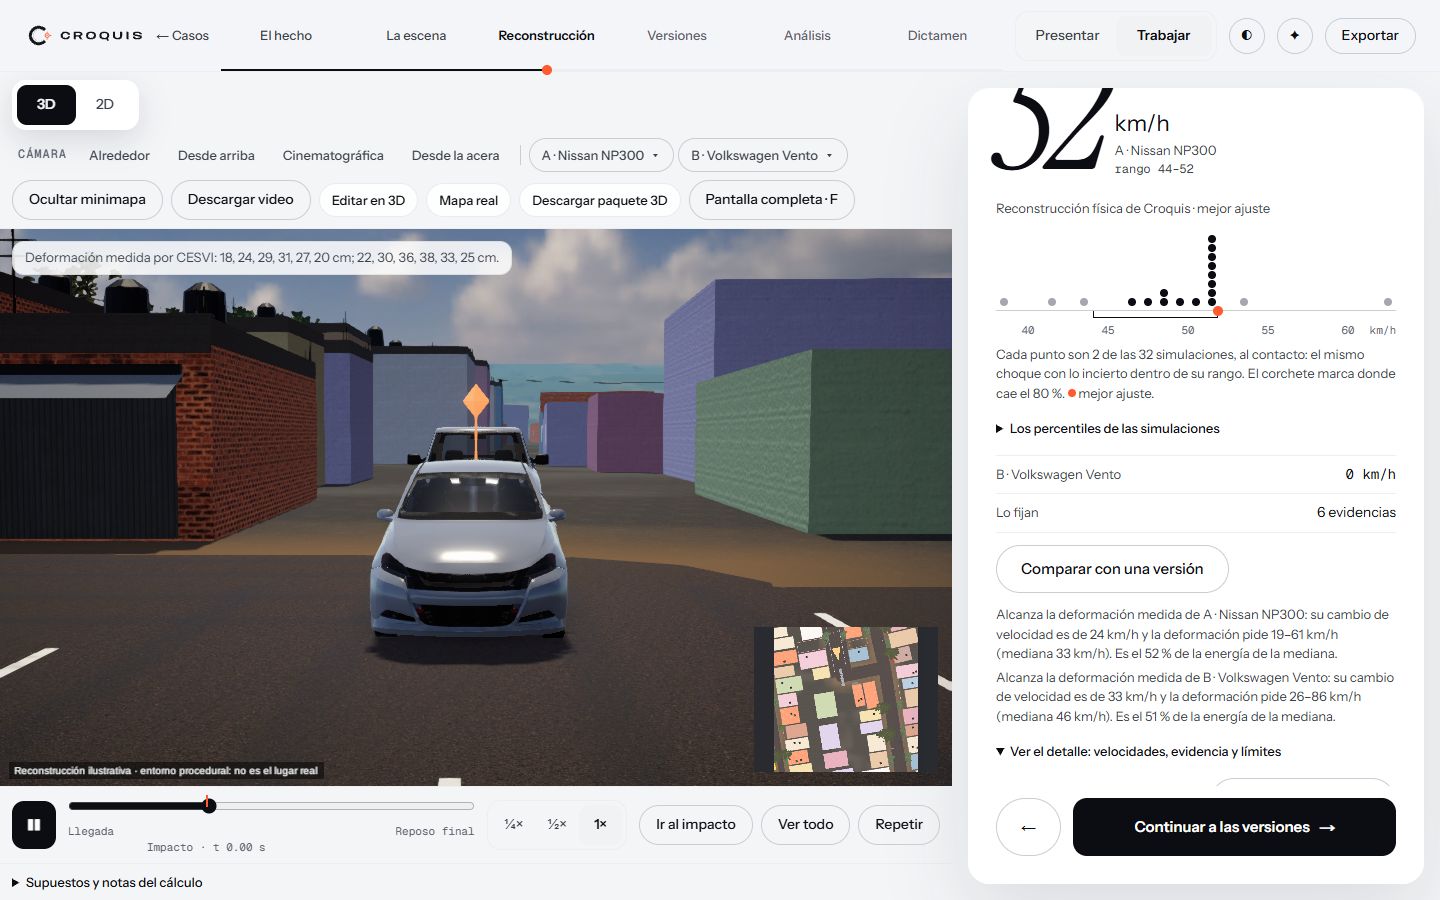 CROQUIS
← Casos
El hecho
La escena
Reconstrucción
Versiones
Análisis
Dictamen
Presentar
Trabajar
Exportar
3D
2D
CÁMARA
Alrededor
Desde arriba
Cinematográfica
Desde la acera
A · Nissan NP300
B · Volkswagen Vento
Ocultar minimapa
Descargar video
Editar en 3D
Mapa real
Descargar paquete 3D
Pantalla completa · F
Deformación medida por CESVI: 18, 24, 29, 31, 27, 20 cm; 22, 30, 36, 38, 33, 25 cm.
Reconstrucción ilustrativa - entorno procedural: no es el lugar real
Llegada
Reposo final
Impacto · t 0.00 s
¼×
½×
1×
Ir al impacto
Ver todo
Repetir
Supuestos y notas del cálculo
52 km/h
A · Nissan NP300
rango 44–52
Reconstrucción física de Croquis · mejor ajuste
40 45 50 55 60 km/h
Cada punto son 2 de las 32 simulaciones, al contacto: el mismo
choque con lo incierto dentro de su rango. El corchete marca donde
cae el 80 %. mejor ajuste.
Los percentiles de las simulaciones
B · Volkswagen Vento 0 km/h
Lo fijan 6 evidencias
Comparar con una versión
Alcanza la deformación medida de A · Nissan NP300: su cambio de
velocidad es de 24 km/h y la deformación pide 19–61 km/h
(mediana 33 km/h). Es el 52 % de la energía de la mediana.
Alcanza la deformación medida de B · Volkswagen Vento: su cambio
de velocidad es de 33 km/h y la deformación pide 26–86 km/h
(mediana 46 km/h). Es el 51 % de la energía de la mediana.
Ver el detalle: velocidades, evidencia y límites
←
Continuar a las versiones →